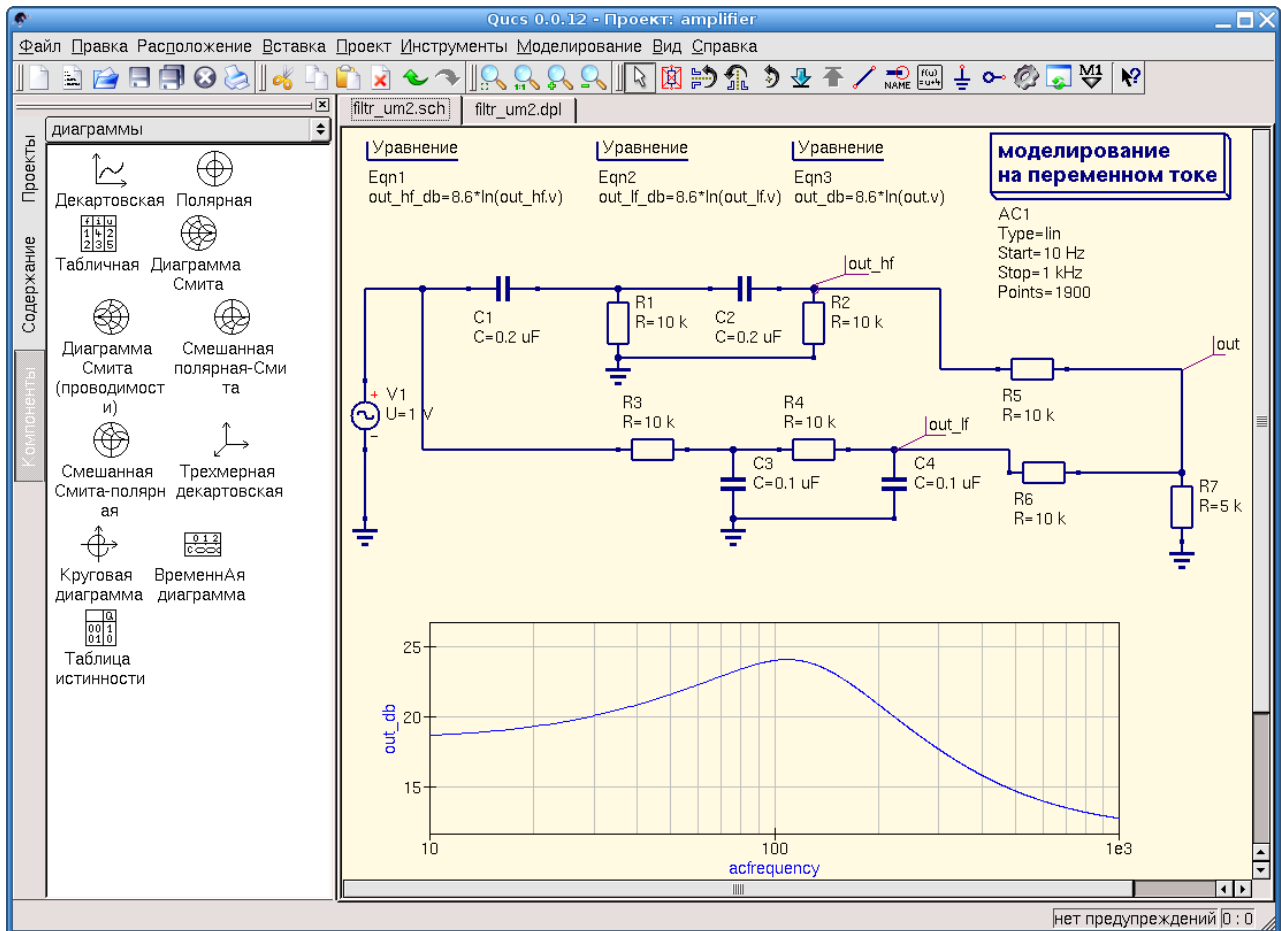 Qucs 0.0.12 - Проект: amplifier
Файл Правка Расположение Вставка Проект Инструменты Моделирование Вид Справка
NAME
f(ω)
=u+4
M1
диаграммы
Проекты
Содержание
Компоненты
Декартовская Полярная
Табличная Диаграмма
Смита
Диаграмма Смешанная
Смита полярная-Сми
(проводимост та
и)
Смешанная Трехмерная
Смита-полярн декартовская
ая
Круговая ВременнАя
диаграмма диаграмма
Таблица
истинности
filtr_um2.sch filtr_um2.dpl
Уравнение Уравнение Уравнение
Eqn1 Eqn2 Eqn3
out_hf_db=8.6*ln(out_hf.v) out_lf_db=8.6*ln(out_lf.v) out_db=8.6*ln(out.v)
моделирование
на переменном токе
AC1
Type=lin
Start=10 Hz
Stop=1 kHz
Points=1900
out_hf
C1
C=0.2 uF
R1
R=10 k
C2
C=0.2 uF
R2
R=10 k
out
V1
U=1 V
R3
R=10 k
R4
R=10 k
out_lf
R5
R=10 k
C3
C=0.1 uF
C4
C=0.1 uF
R6
R=10 k
R7
R=5 k
25
20
15
out_db
10 100 1e3
acfrequency
нет предупреждений 0 : 0